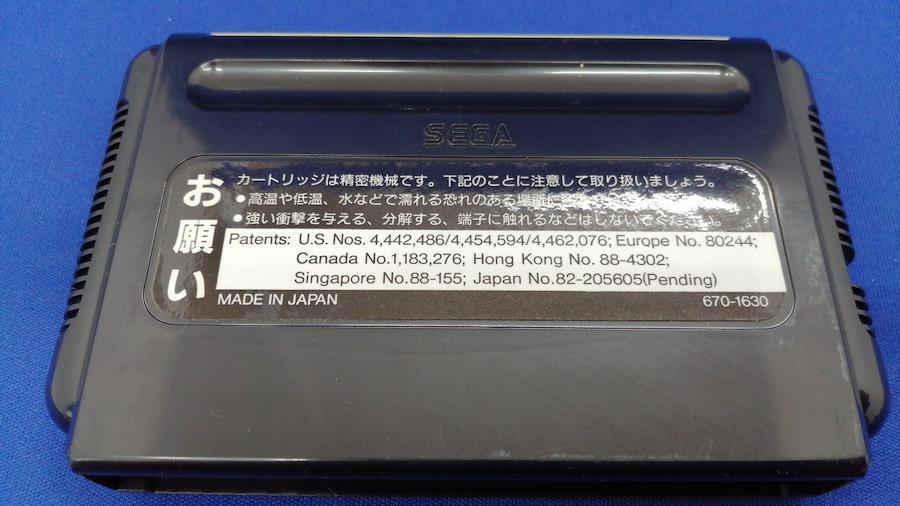 SEGA
お願い
カートリッジは精密機械です。下記のことに注意して取り扱いましょう。
●高温や低温、水などで濡れる恐れのある場所に
●強い衝撃を与える、分解する、端子に触れるなどはしないでください。
Patents: U.S. Nos. 4,442,486/4,454,594/4,462,076; Europe No. 80244;
Canada No.1,183,276; Hong Kong No. 88-4302;
Singapore No.88-155; Japan No.82-205605(Pending)
MADE IN JAPAN 670-1630